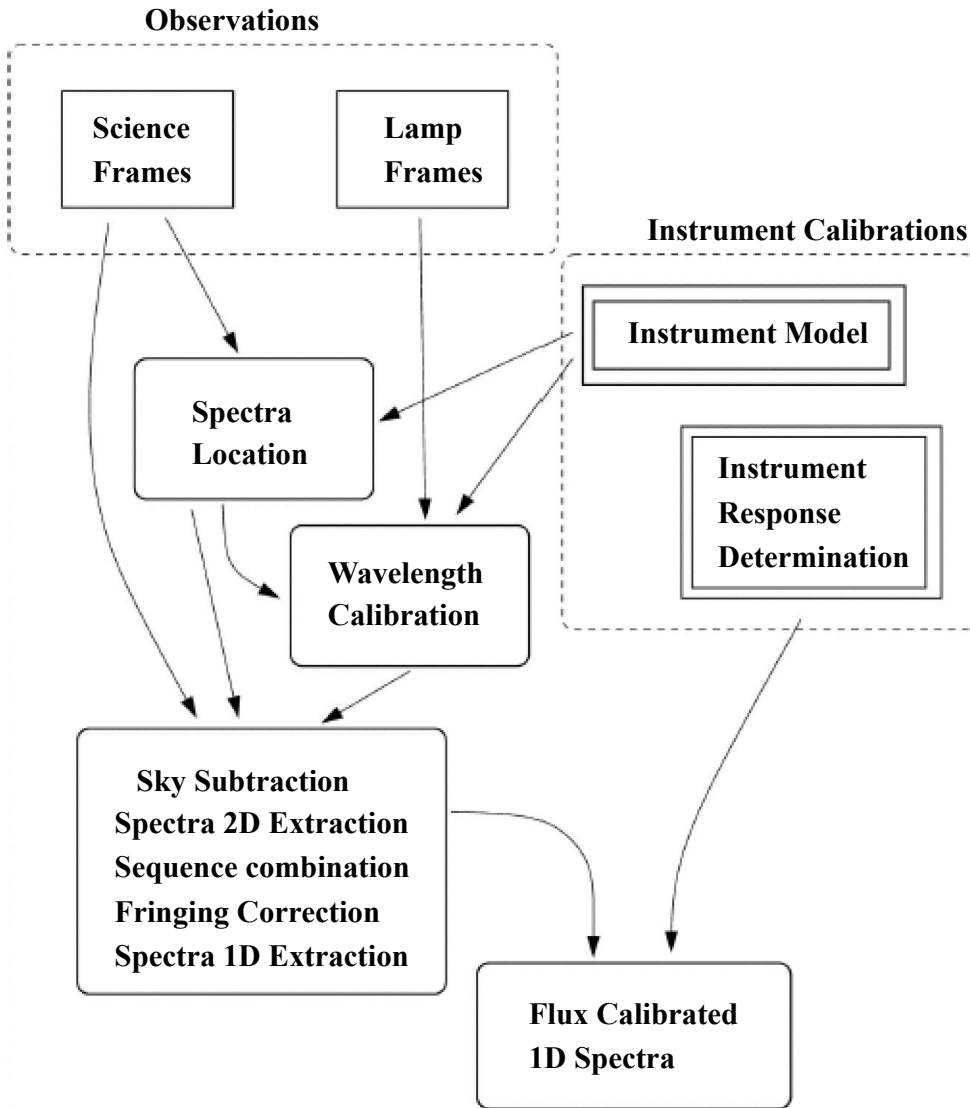 Observations
Science
Frames
Lamp
Frames
Instrument Calibrations
Instrument Model
Spectra
Location
Instrument
Response
Determination
Wavelength
Calibration
Sky Subtraction
Spectra 2D Extraction
Sequence combination
Fringing Correction
Spectra 1D Extraction
Flux Calibrated
1D Spectra